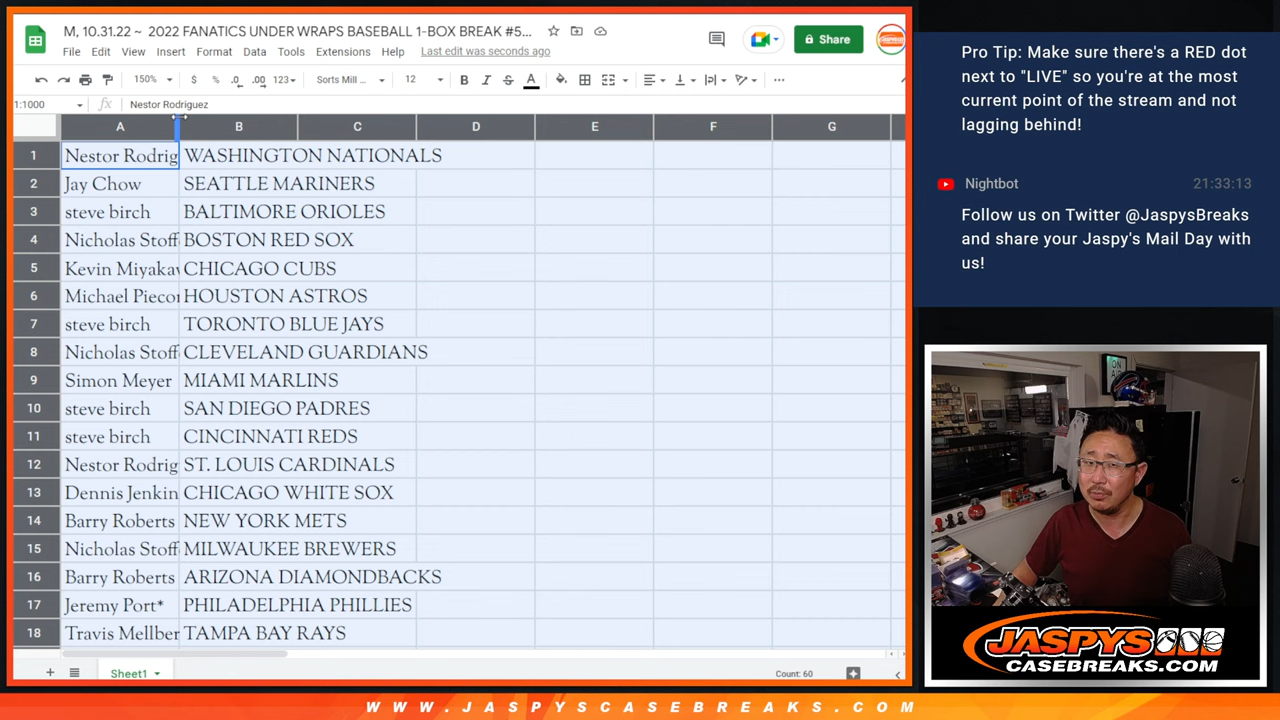 M, 10.31.22 ~ 2022 FANATICS UNDER WRAPS BASEBALL 1-BOX BREAK #5...
File Edit View Insert Format Data Tools Extensions Help Last edit was seconds ago
Share
150% $ % .0 .00 123 Sorts Mill ... 12 B I S A
1:1000 fx Nestor Rodriguez
A B C D E F G
1 Nestor Rodrig WASHINGTON NATIONALS
2 Jay Chow SEATTLE MARINERS
3 steve birch BALTIMORE ORIOLES
4 Nicholas Stoff BOSTON RED SOX
5 Kevin Miyakaw CHICAGO CUBS
6 Michael Piecor HOUSTON ASTROS
7 steve birch TORONTO BLUE JAYS
8 Nicholas Stoff CLEVELAND GUARDIANS
9 Simon Meyer MIAMI MARLINS
10 steve birch SAN DIEGO PADRES
11 steve birch CINCINNATI REDS
12 Nestor Rodrig ST. LOUIS CARDINALS
13 Dennis Jenkin CHICAGO WHITE SOX
14 Barry Roberts NEW YORK METS
15 Nicholas Stoff MILWAUKEE BREWERS
16 Barry Roberts ARIZONA DIAMONDBACKS
17 Jeremy Port* PHILADELPHIA PHILLIES
18 Travis Mellber TAMPA BAY RAYS
Sheet1
Count: 60
Pro Tip: Make sure there's a RED dot
next to "LIVE" so you're at the most
current point of the stream and not
lagging behind!
Nightbot 21:33:13
Follow us on Twitter @JaspysBreaks
and share your Jaspy's Mail Day with
us!
ON
JASPYS
CASEBREAKS.COM
WWW.JASPYSCASEBREAKS.COM